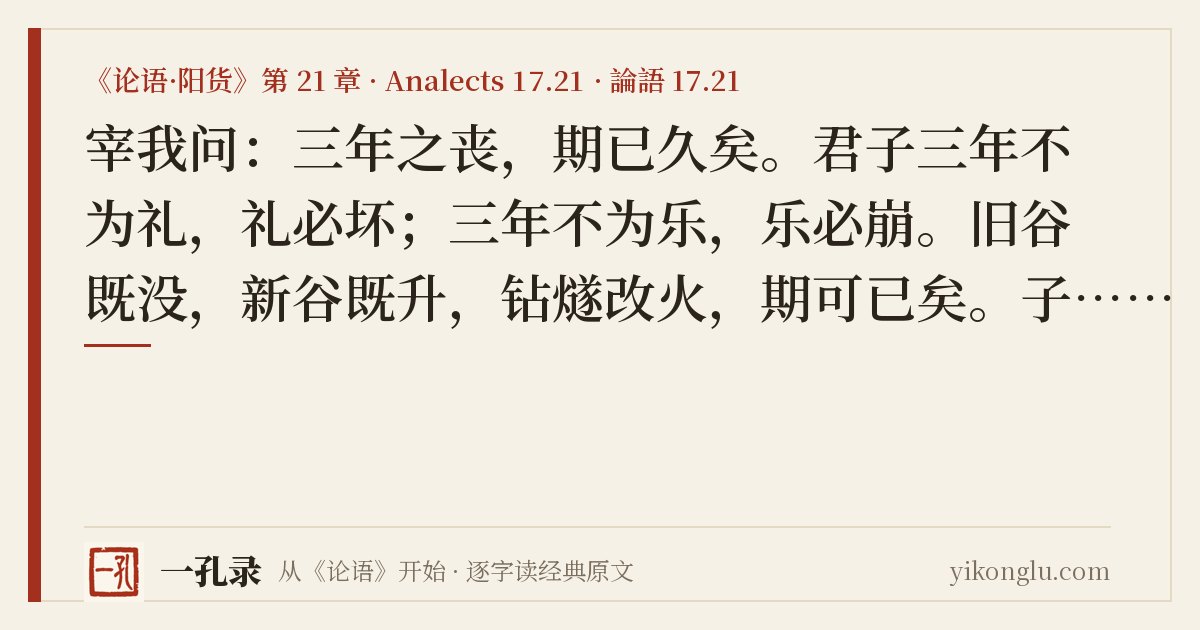 《论语·阳货》第 21 章 · Analects 17.21 · 論語 17.21
宰我问：三年之丧，期已久矣。君子三年不
为礼，礼必坏；三年不为乐，乐必崩。旧谷
既没，新谷既升，钻燧改火，期可已矣。子……
一孔
一孔录 从《论语》开始 · 逐字读经典原文 yikonglu.com